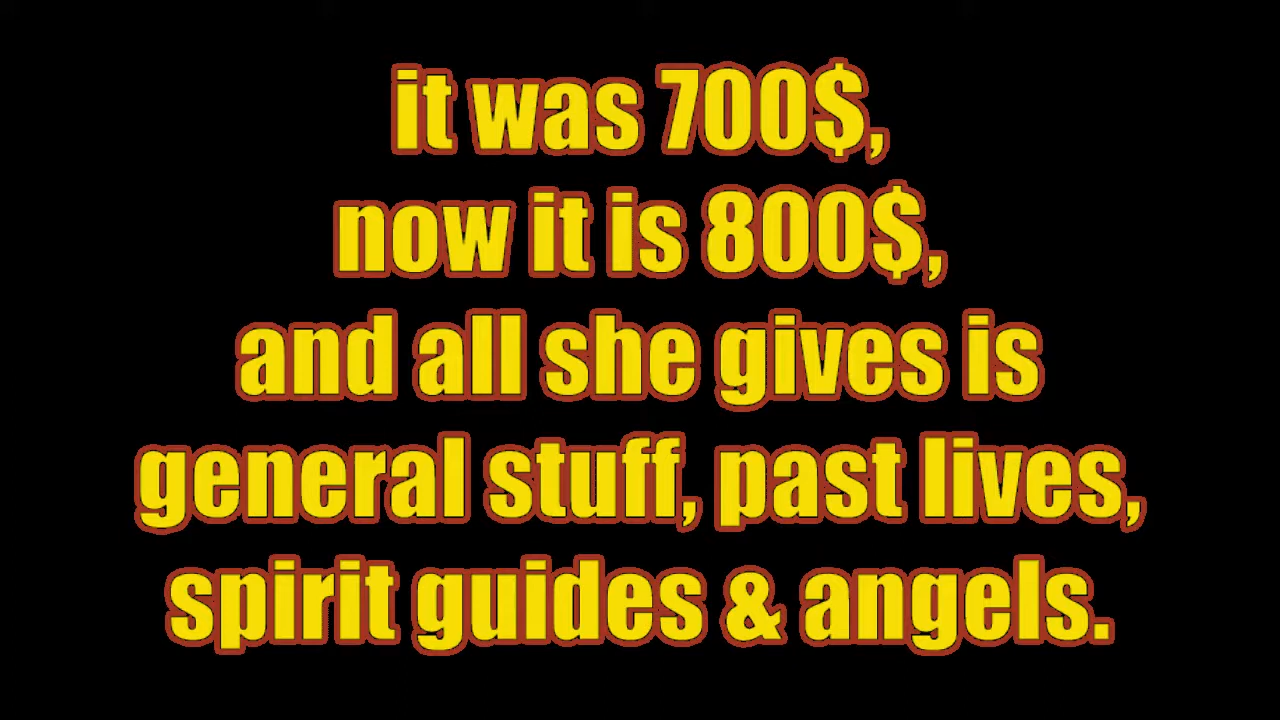 it was 700$,
now it is 800$,
and all she gives is
general stuff, past lives,
spirit guides & angels.